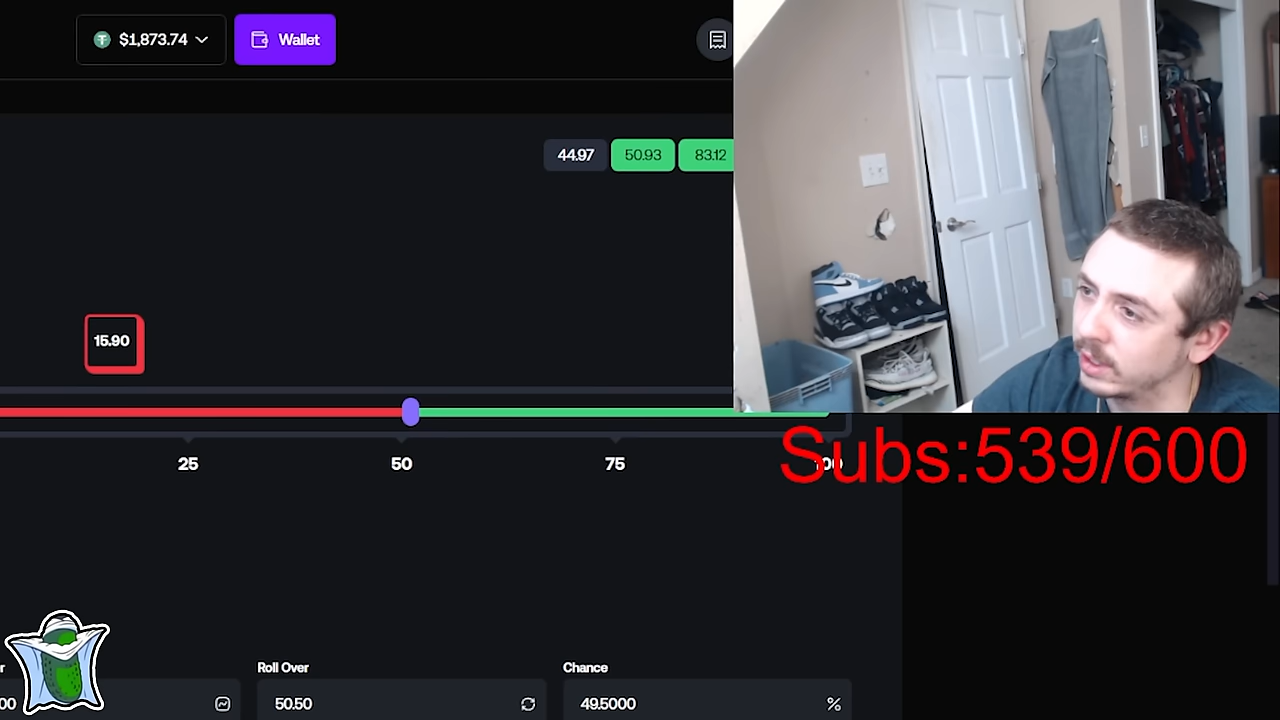 $1,873.74
Wallet
44.97 50.93 83.12
15.90
25 50 75 100
Subs:539/600
Roll Over Chance
50.50 49.5000 %